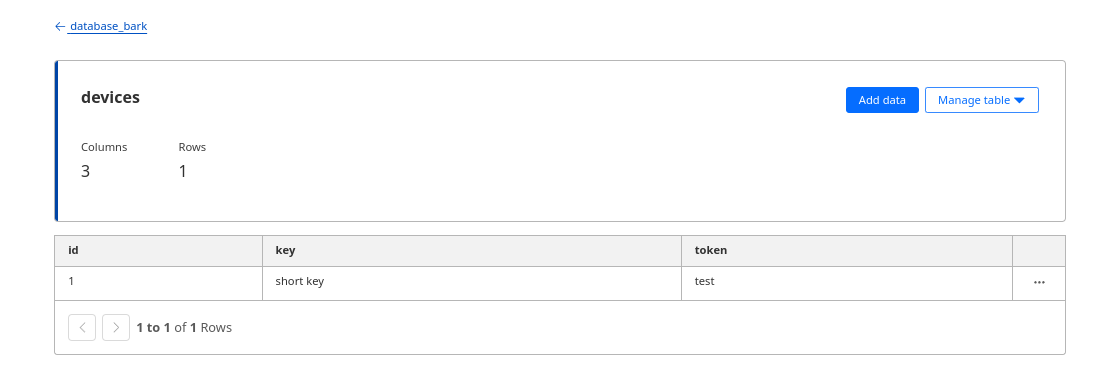 ← database_bark
devices
Add data
Manage table
Columns
Rows
3
1
id key token
1 short key test ...
1 to 1 of 1 Rows